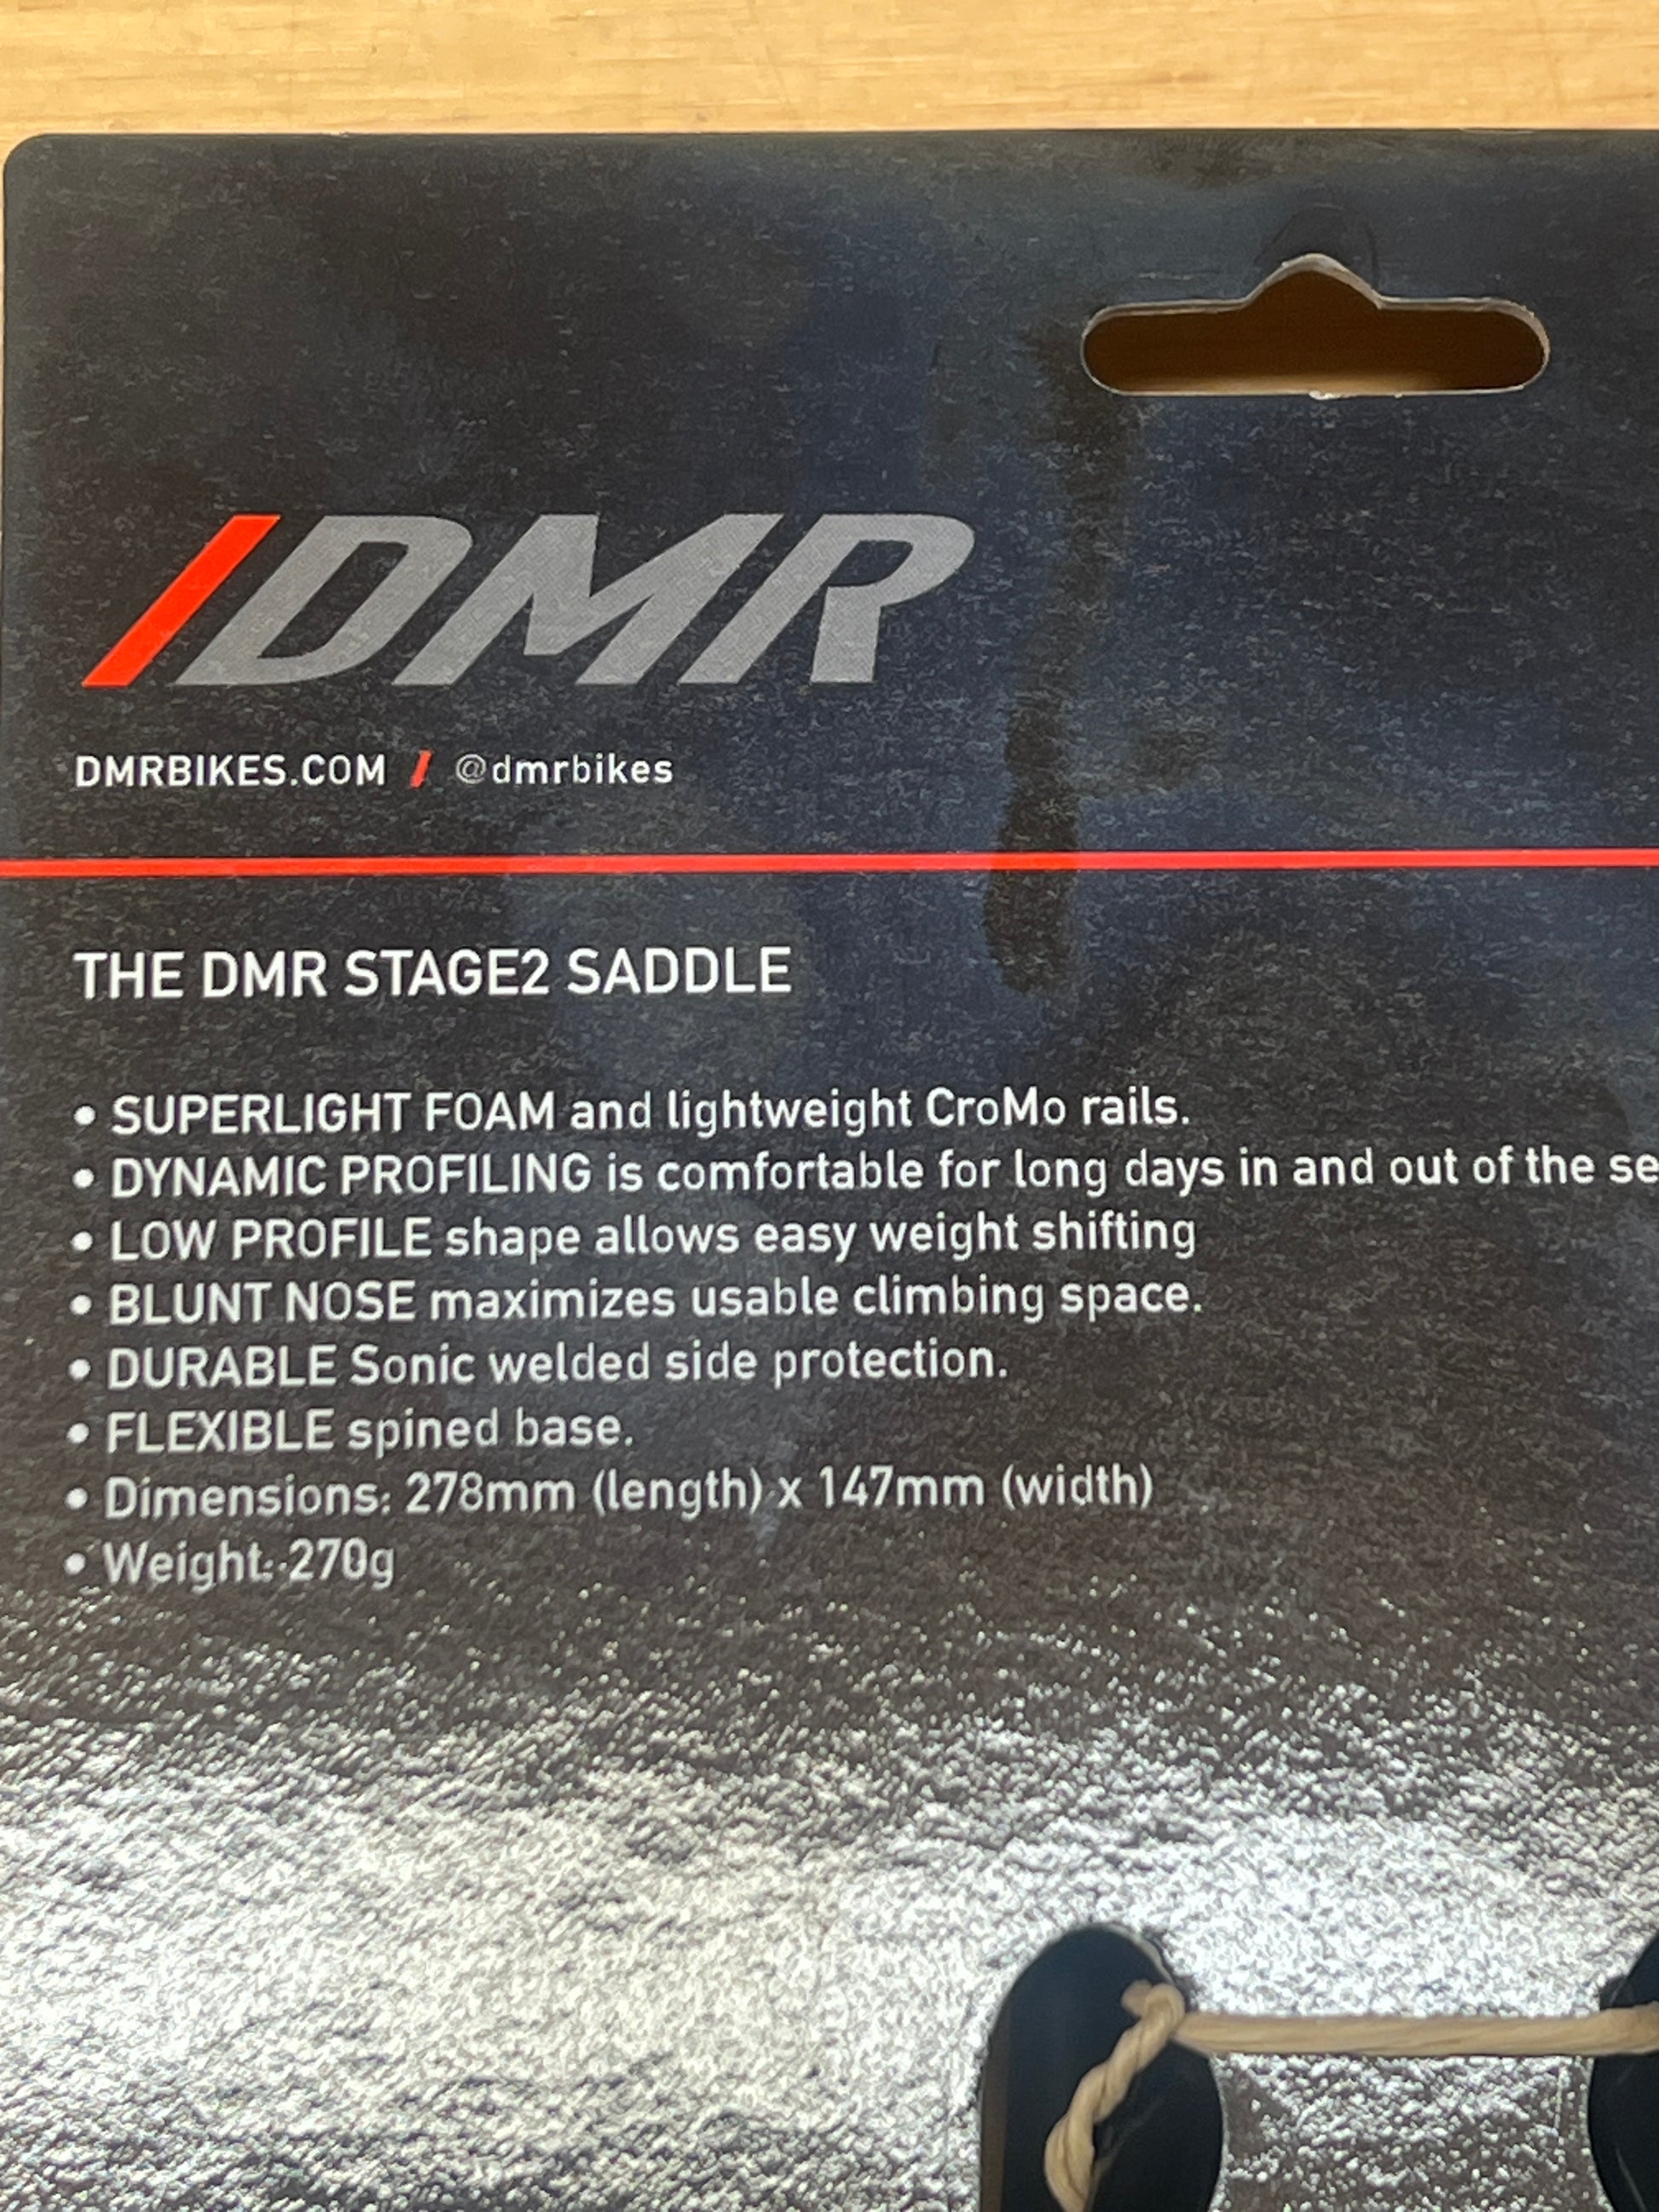 DMR
DMRBIKES.COM / @dmrbikes
THE DMR STAGE2 SADDLE
• SUPERLIGHT FOAM and lightweight CroMo rails.
• DYNAMIC PROFILING is comfortable for long days in and out of the se
• LOW PROFILE shape allows easy weight shifting
• BLUNT NOSE maximizes usable climbing space.
• DURABLE Sonic welded side protection.
• FLEXIBLE spined base.
• Dimensions: 278mm (length) x 147mm (width)
• Weight: 270g